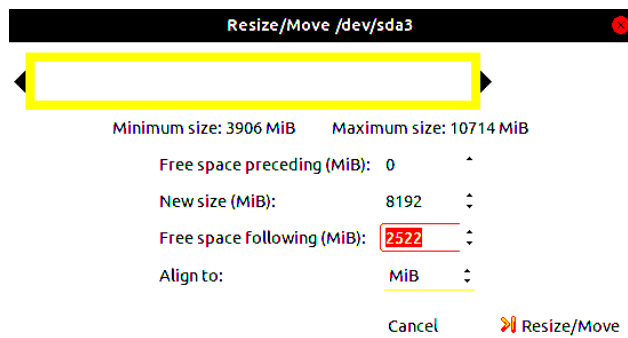 Resize/Move /dev/sda3
Minimum size: 3906 MiB Maximum size: 10714 MiB
Free space preceding (MiB): 0
New size (MiB): 8192
Free space following (MiB): 2522
Align to: MiB
Cancel Resize/Move